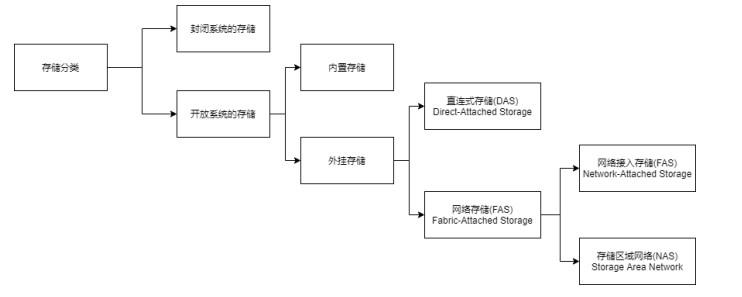 存储分类
封闭系统的存储
开放系统的存储
内置存储
外挂存储
直连式存储(DAS)
Direct-Attached Storage
网络存储(FAS)
Fabric-Attached Storage
网络接入存储(FAS)
Network-Attached Storage
存储区域网络(NAS)
Storage Area Network